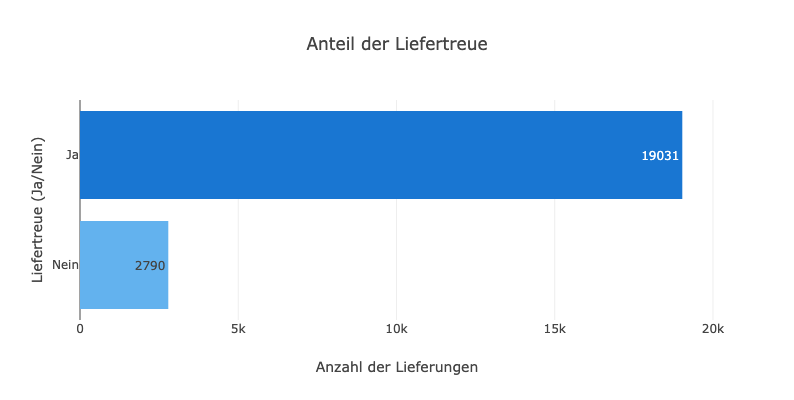 Anteil der Liefertreue
Liefertreue (Ja/Nein)
Ja
19031
Nein
2790
0
5k
10k
15k
20k
Anzahl der Lieferungen